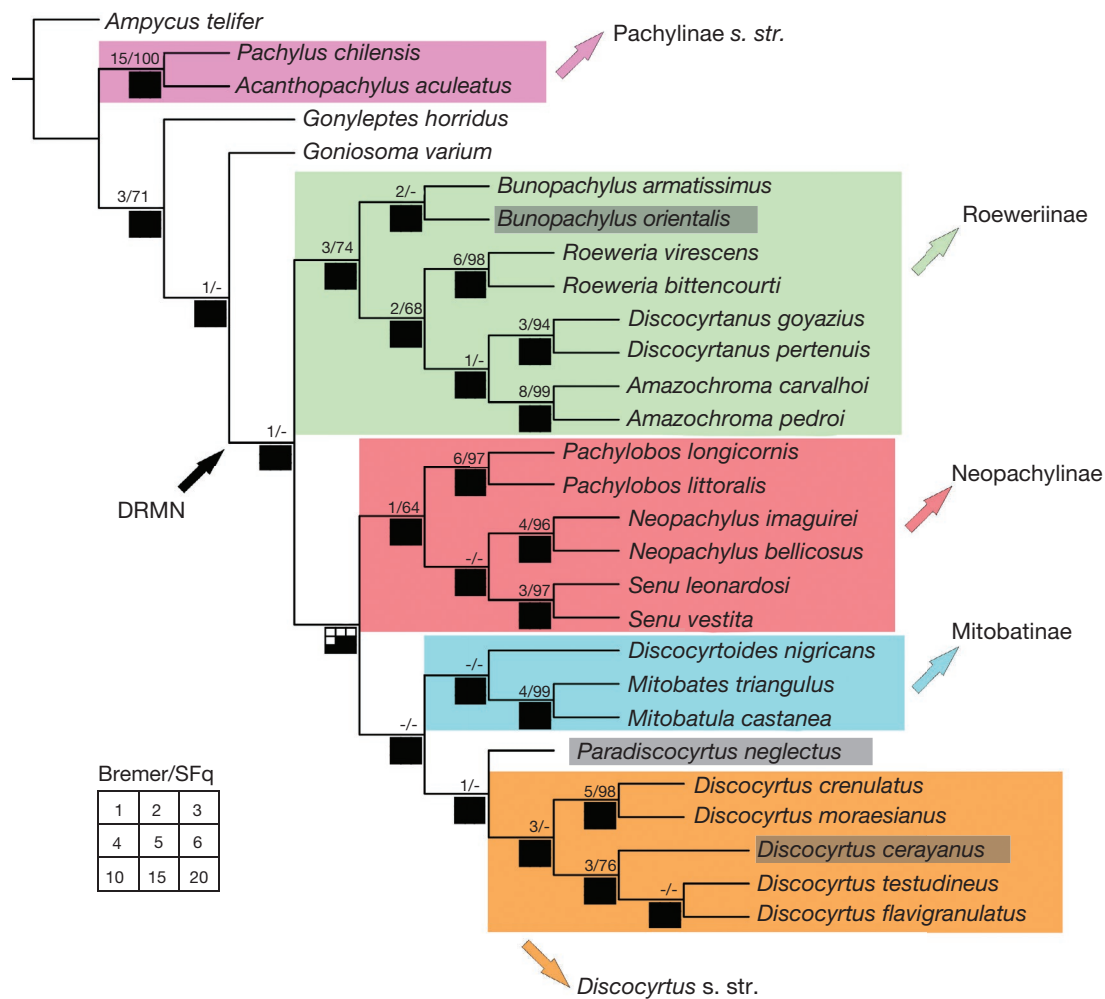 Ampycus telifer
Pachylinae s. str.
15/100
Pachylus chilensis
Acanthopachylus aculeatus
Gonyleptes horridus
Goniosoma varium
3/71
2/-
Bunopachylus armatissimus
Bunopachylus orientalis
Roeweriinae
3/74
6/98
Roeweria virescens
Roeweria bittencourti
1/-
2/68
3/94
Discocyrtanus goyazius
Discocyrtanus pertenuis
1/-
8/99
Amazochroma carvalhoi
Amazochroma pedroi
1/-
DRMN
6/97
Pachylobos longicornis
Pachylobos littoralis
Neopachylinae
1/64
4/96
Neopachylus imaguirei
Neopachylus bellicosus
-/-
3/97
Senu leonardosi
Senu vestita
Mitobatinae
Discocyrtoides nigricans
-/-
4/99
Mitobates triangulus
Mitobatula castanea
-/-
Paradiscocyrtus neglectus
1/-
5/98
Discocyrtus crenulatus
Discocyrtus moraesianus
3/-
Discocyrtus cerayanus
3/76
Discocyrtus testudineus
-/-
Discocyrtus flavigranulatus
Discocyrtus s. str.
Bremer/SFq
1 2 3
4 5 6
10 15 20